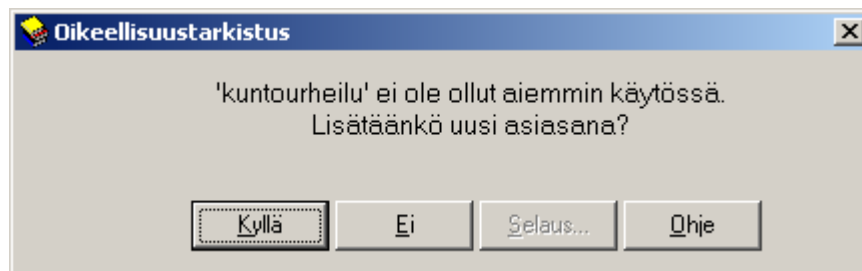 Oikeellisuustarkistus
'kuntourheilu' ei ole ollut aiemmin käytössä.
Lisätäänkö uusi asiasana?
Kyllä Ei Selaus... Ohje